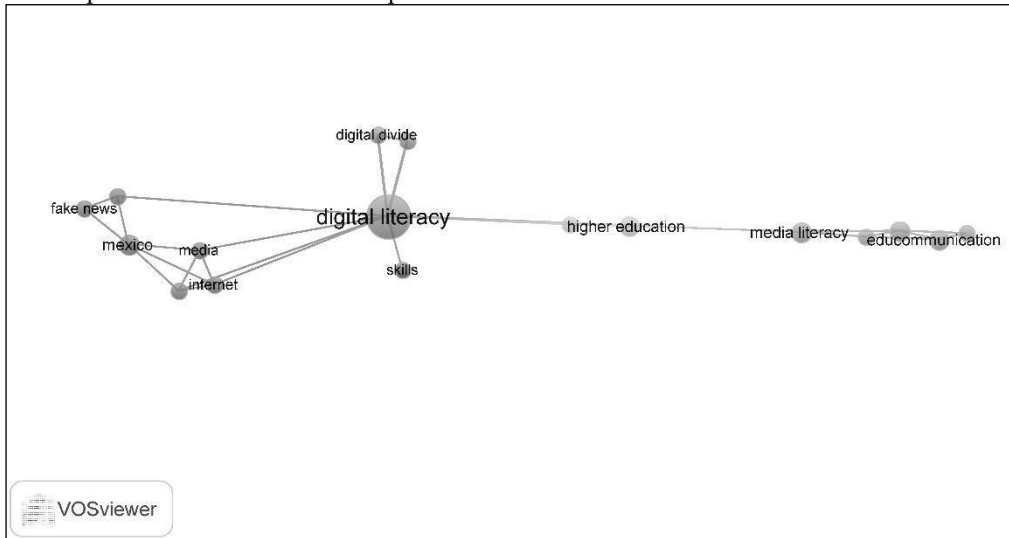 digital divide
fake news
digital literacy
higher education
mexico
media
media literacy
educommunication
skills
internet
VOSviewer